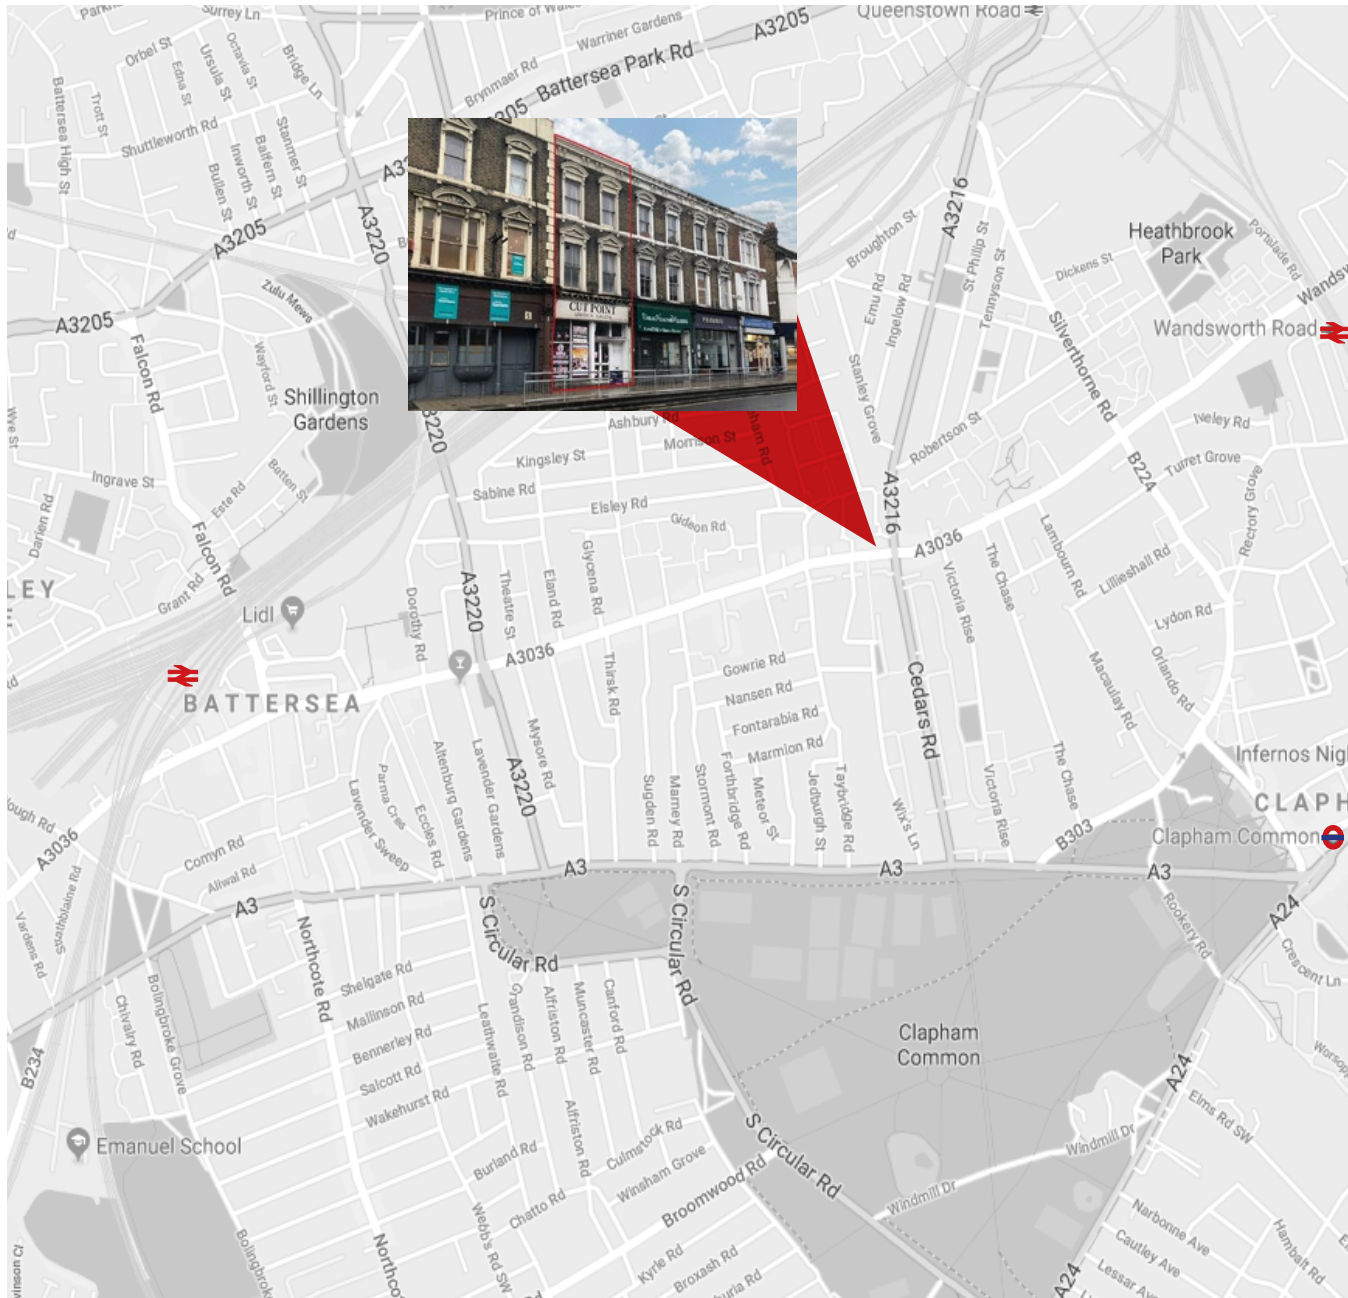 Surrey Ln
Prince of Wales
Queenstown Road
A3205
Warriner Gardens
Orbel St
Octavia St
Ursula St
Edna St
Bridge Ln
Battersea Park Rd
Brynmaer Rd
Battersea High St
Trott St
Shuttleworth Rd
Stanmer St
Balfern St
Inworth St
Bullen St
A3205
A3220
A3216
Broughton St
St Phillip St
Tennyson St
Heathbrook
Park
Portslade Rd
Dickens St
Emu Rd
Ingelow Rd
Zulu Mews
A3205
Falcon Rd
Wayford St
CUT POINT
Silverthorne Rd
Wandsworth Road
Shillington
Gardens
Stanley Grove
Wye St
Ashbury Rd
Morrison St
Robertson St
Iveley Rd
Kingsley St
Turret Grove
B224
Ingrave St
Este Rd
Batten St
Sabine Rd
Elsley Rd
Gideon Rd
A3216
Rectory Grove
Darien Rd
Falcon Rd
A3036
The Chase
Lambourn Rd
Lillieshall Rd
Grant Rd
Lidl
Dorothy Rd
A3220
Theatre St
Eland Rd
Glycena Rd
Victoria Rise
Lydon Rd
A3036
Thirsk Rd
Gowrie Rd
Nansen Rd
Fontarabia Rd
Marmion Rd
Cedars Rd
Macaulay Rd
Orlando Rd
BATTERSEA
Mysore Rd
Altenburg Gardens
Lavender Gardens
A3220
Parma Cres
Eccles Rd
Lavender Sweep
Sugden Rd
Marney Rd
Stormont Rd
Forthbridge Rd
Meteor St
Jedburgh St
Taybridge Rd
Wix's Ln
Victoria Rise
The Chase
Infernos
A3036
Comyn Rd
Aliwal Rd
B303
Clapham Common
A3
A3
A3
A3
Vardens Rd
Northcote Rd
S Circular Rd
S Circular Rd
Rookery Rd
A24
Crescent Ln
Shelgate Rd
Mallinson Rd
Bennerley Rd
Salcott Rd
Wakehurst Rd
Chivalry Rd
Bolingbroke Grove
Leathwaite Rd
Grandison Rd
Alfriston Rd
Muncaster Rd
Canford Rd
Clapham
Common
B234
A24
Elms Rd SW
Emanuel School
Alfriston Rd
Culmstock Rd
S Circular Rd
Windmill Dr
Burland Rd
Winsham Grove
Broomwood Rd
Windmill Dr
Chatto Rd
Webb's Rd SW
Narbonne Ave
Cautley Ave
Lessar Ave
Hambalt Rd
Kyrle Rd
Broxash Rd
A24